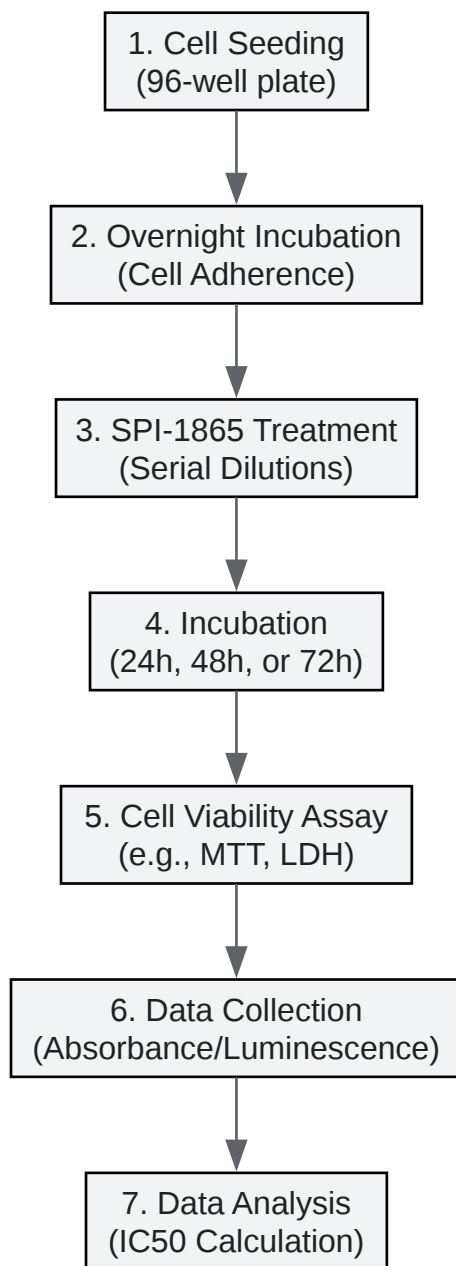 1. Cell Seeding
(96-well plate)
2. Overnight Incubation
(Cell Adherence)
3. SPI-1865 Treatment
(Serial Dilutions)
4. Incubation
(24h, 48h, or 72h)
5. Cell Viability Assay
(e.g., MTT, LDH)
6. Data Collection
(Absorbance/Luminescence)
7. Data Analysis
(IC50 Calculation)